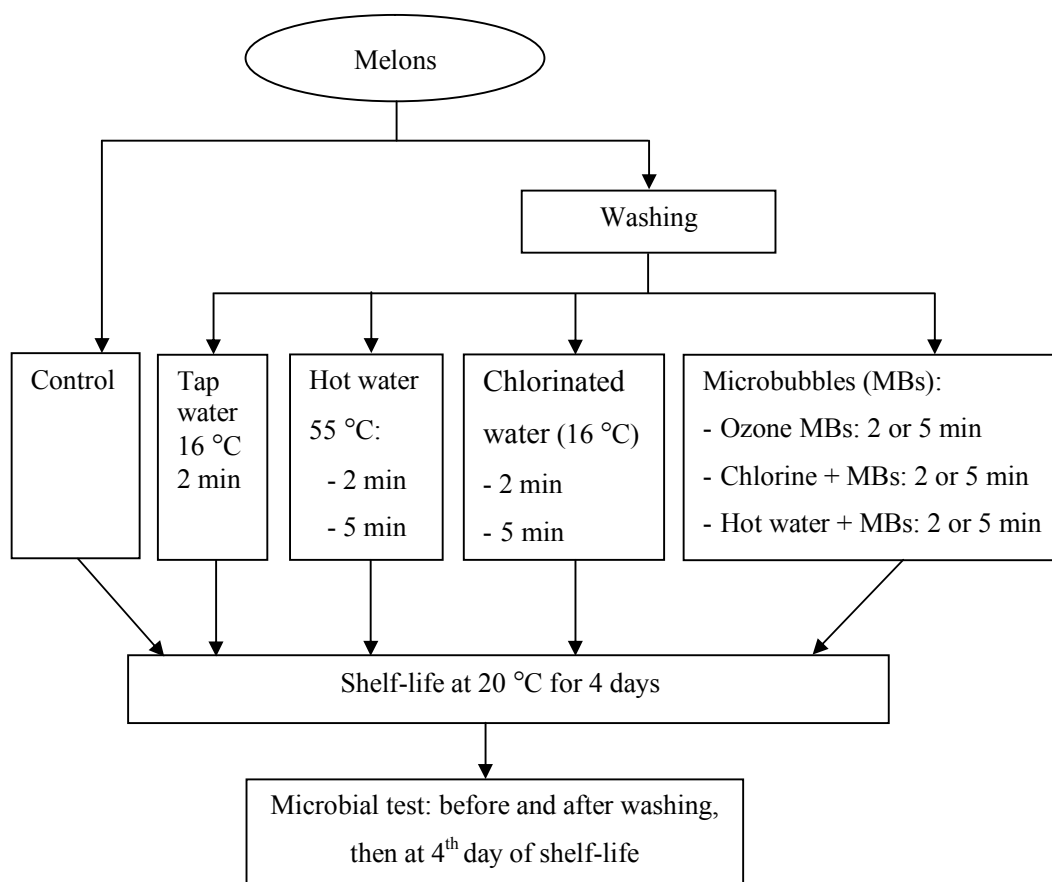 Melons
Washing
Control
Tap
water
16 °C
2 min
Hot water
55 °C:
- 2 min
- 5 min
Chlorinated
water (16 °C)
- 2 min
- 5 min
Microbubbles (MBs):
- Ozone MBs: 2 or 5 min
- Chlorine + MBs: 2 or 5 min
- Hot water + MBs: 2 or 5 min
Shelf-life at 20 °C for 4 days
Microbial test: before and after washing,
then at 4th day of shelf-life